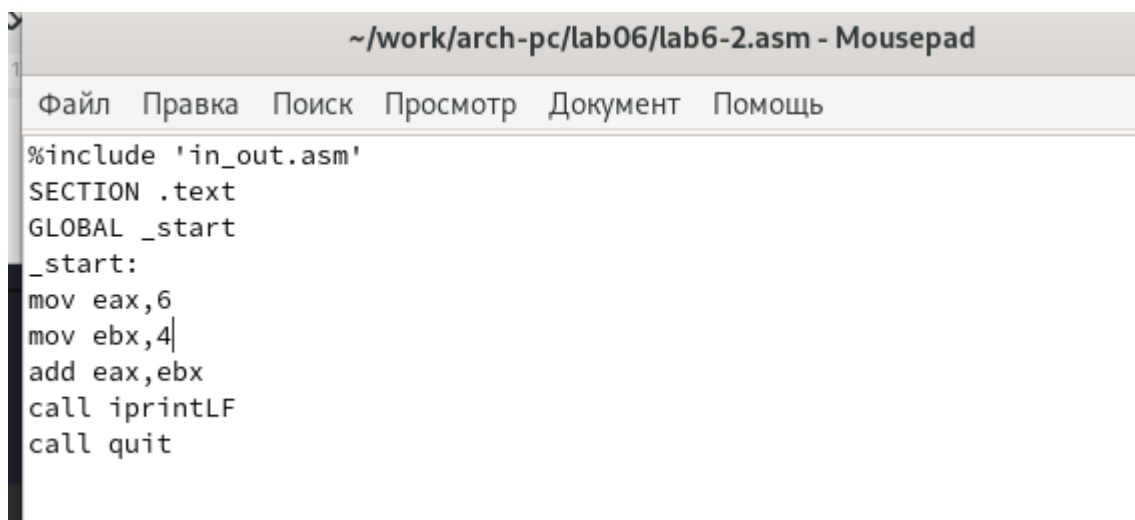 ~/work/arch-pc/lab06/lab6-2.asm - Mousepad
Файл Правка Поиск Просмотр Документ Помощь
%include 'in_out.asm'
SECTION .text
GLOBAL _start
_start:
mov eax,6
mov ebx,4
add eax,ebx
call iprintLF
call quit